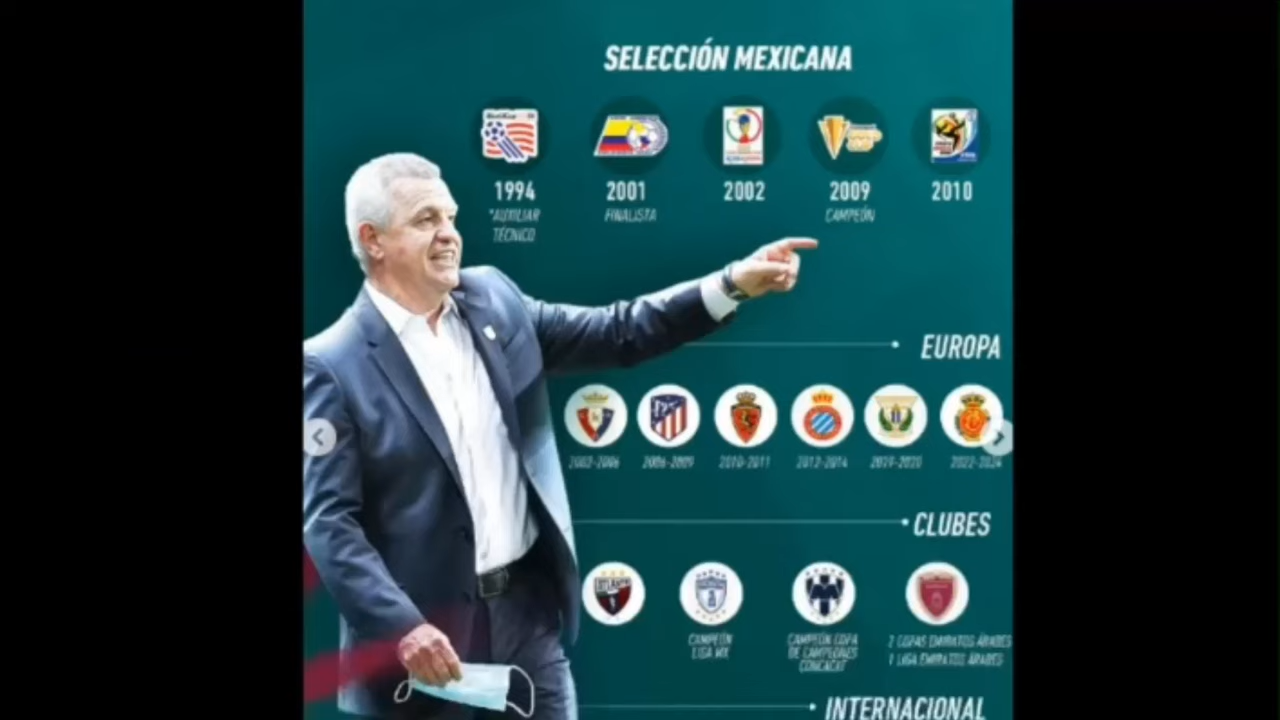 SELECCIÓN MEXICANA
1994
*AUXILIAR
TÉCNICO
2001
FINALISTA
2002
2009
CAMPEÓN
2010
EUROPA
2002-2006
2006-2009
2010-2011
2012-2014
2019-2020
2022-2024
CLUBES
CAMPEÓN
LIGA MX
CAMPEÓN COPA
DE CAMPEONES
CONCACAF
2 COPAS EMIRATOS ÁRABES
1 LIGA EMIRATOS ÁRABES
INTERNACIONAL